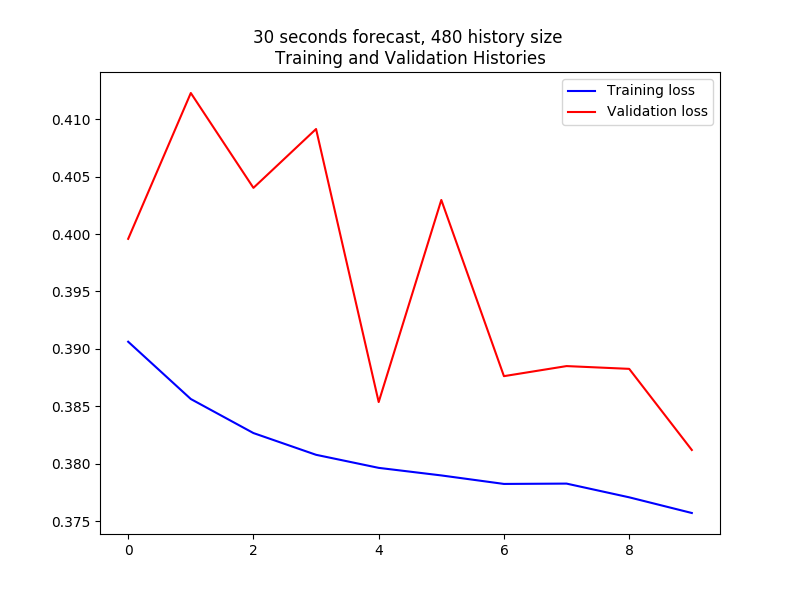 30 seconds forecast, 480 history size
Training and Validation Histories
Training loss
Validation loss
0.410
0.405
0.400
0.395
0.390
0.385
0.380
0.375
0 2 4 6 8